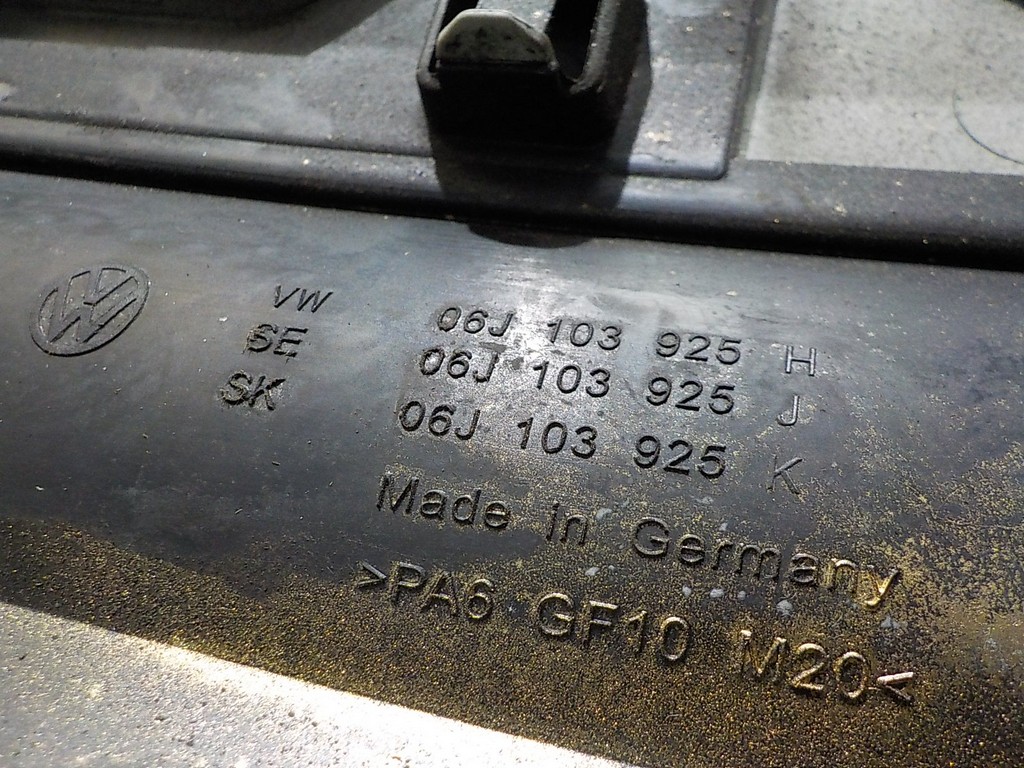 VW 06J 103 925 H
SE 06J 103 925 J
SK 06J 103 925 K
Made in Germany
>PA6 GF10 M20<